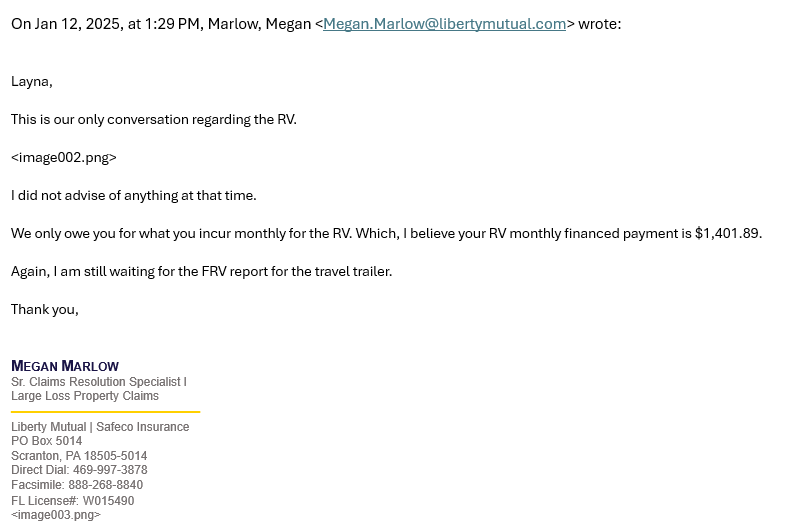 On Jan 12, 2025, at 1:29 PM, Marlow, Megan <Megan.Marlow@libertymutual.com> wrote:
Layna,
This is our only conversation regarding the RV.
<image002.png>
I did not advise of anything at that time.
We only owe you for what you incur monthly for the RV. Which, I believe your RV monthly financed payment is $1,401.89.
Again, I am still waiting for the FRV report for the travel trailer.
Thank you,
MEGAN MARLOW
Sr. Claims Resolution Specialist I
Large Loss Property Claims
Liberty Mutual | Safeco Insurance
PO Box 5014
Scranton, PA 18505-5014
Direct Dial: 469-997-3878
Facsimile: 888-268-8840
FL License#: W015490
<image003.png>